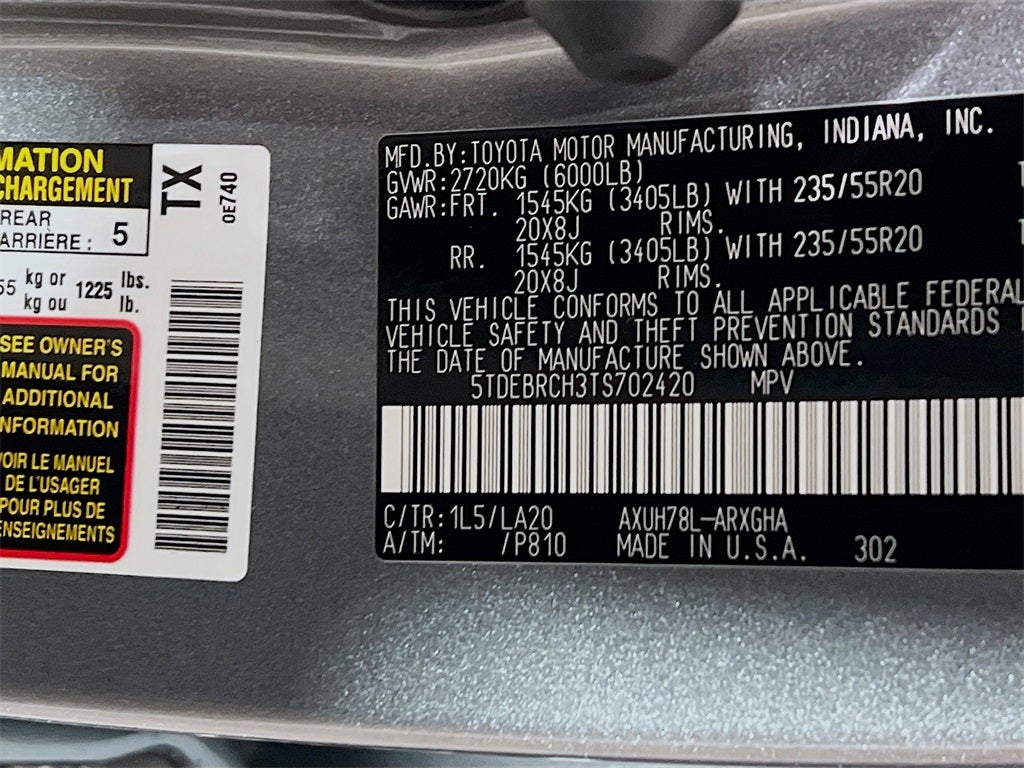 MATION
CHARGEMENT
REAR
ARRIÈRE : 5
55 kg or 1225 lbs.
kg ou lb.
SEE OWNER'S
MANUAL FOR
ADDITIONAL
NFORMATION
VOIR LE MANUEL
DE L'USAGER
POUR PLUS DE
ENSEIGNEMENTS
TX
0E740
MFD.BY:TOYOTA MOTOR MANUFACTURING, INDIANA, INC.
GVWR:2720KG (6000LB)
GAWR:FRT. 1545KG (3405LB) WITH 235/55R20
20X8J RIMS.
RR. 1545KG (3405LB) WITH 235/55R20
20X8J RIMS.
THIS VEHICLE CONFORMS TO ALL APPLICABLE FEDERAL
VEHICLE SAFETY AND THEFT PREVENTION STANDARDS
THE DATE OF MANUFACTURE SHOWN ABOVE.
5TDEBRCH3TS702420 MPV
C/TR:1L5/LA20 AXUH78L-ARXGHA
A/TM: /P810 MADE IN U.S.A. 302